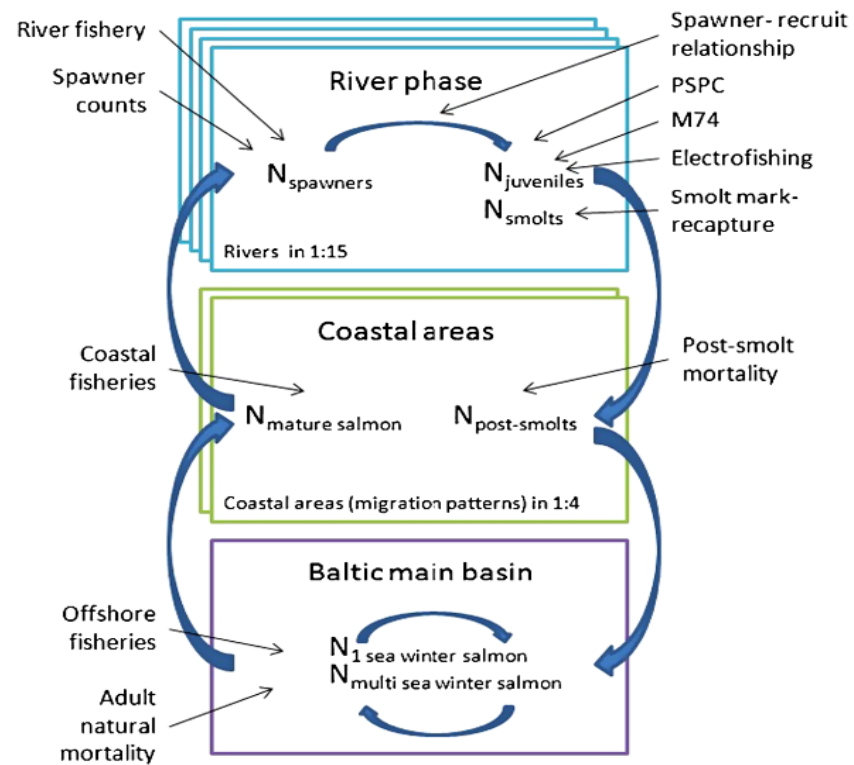 River fishery
Spawner
counts
Spawner- recruit
relationship
PSPC
M74
Electrofishing
Smolt mark-
recapture
River phase
Nspawners
Njuveniles
Nsmolts
Rivers in 1:15
Coastal areas
Coastal
fisheries
Post-smolt
mortality
Nmature salmon
Npost-smolts
Coastal areas (migration patterns) in 1:4
Baltic main basin
Offshore
fisheries
N1 sea winter salmon
Nmulti sea winter salmon
Adult
natural
mortality